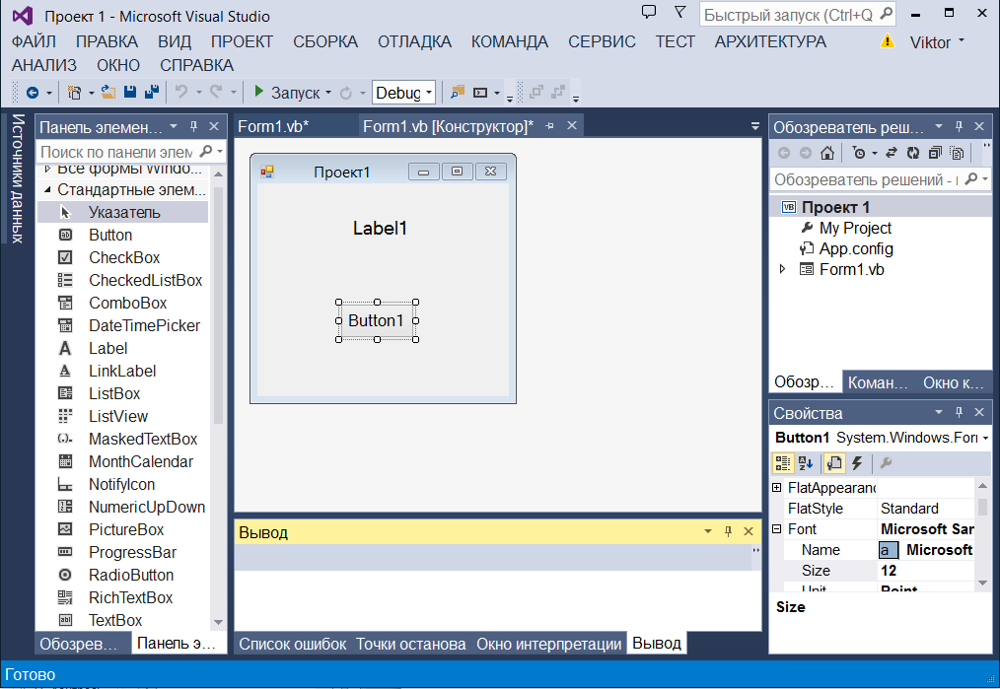 Проект 1 - Microsoft Visual Studio
Быстрый запуск (Ctrl+Q
ФАЙЛ ПРАВКА ВИД ПРОЕКТ СБОРКА ОТЛАДКА КОМАНДА СЕРВИС ТЕСТ АРХИТЕКТУРА Viktor
АНАЛИЗ ОКНО СПРАВКА
Запуск Debug
Источники данных
Панель элемен...
Поиск по панели элем
Все формы Windo...
Стандартные элем...
Указатель
Button
CheckBox
CheckedListBox
ComboBox
DateTimePicker
Label
LinkLabel
ListBox
ListView
MaskedTextBox
MonthCalendar
NotifyIcon
NumericUpDown
PictureBox
ProgressBar
RadioButton
RichTextBox
TextBox
Обозрев... Панель э...
Form1.vb* Form1.vb [Конструктор]*
Проект1
Label1
Button1
Вывод
Список ошибок Точки останова Окно интерпретации Вывод
Обозреватель реш...
Обозреватель решений -
VB Проект 1
My Project
App.config
Form1.vb
Обозр... Коман... Окно к...
Свойства
Button1 System.Windows.For
FlatAppearanc
FlatStyle Standard
Font Microsoft San
Name a Microsoft
Size 12
Unit Point
Size
Готово